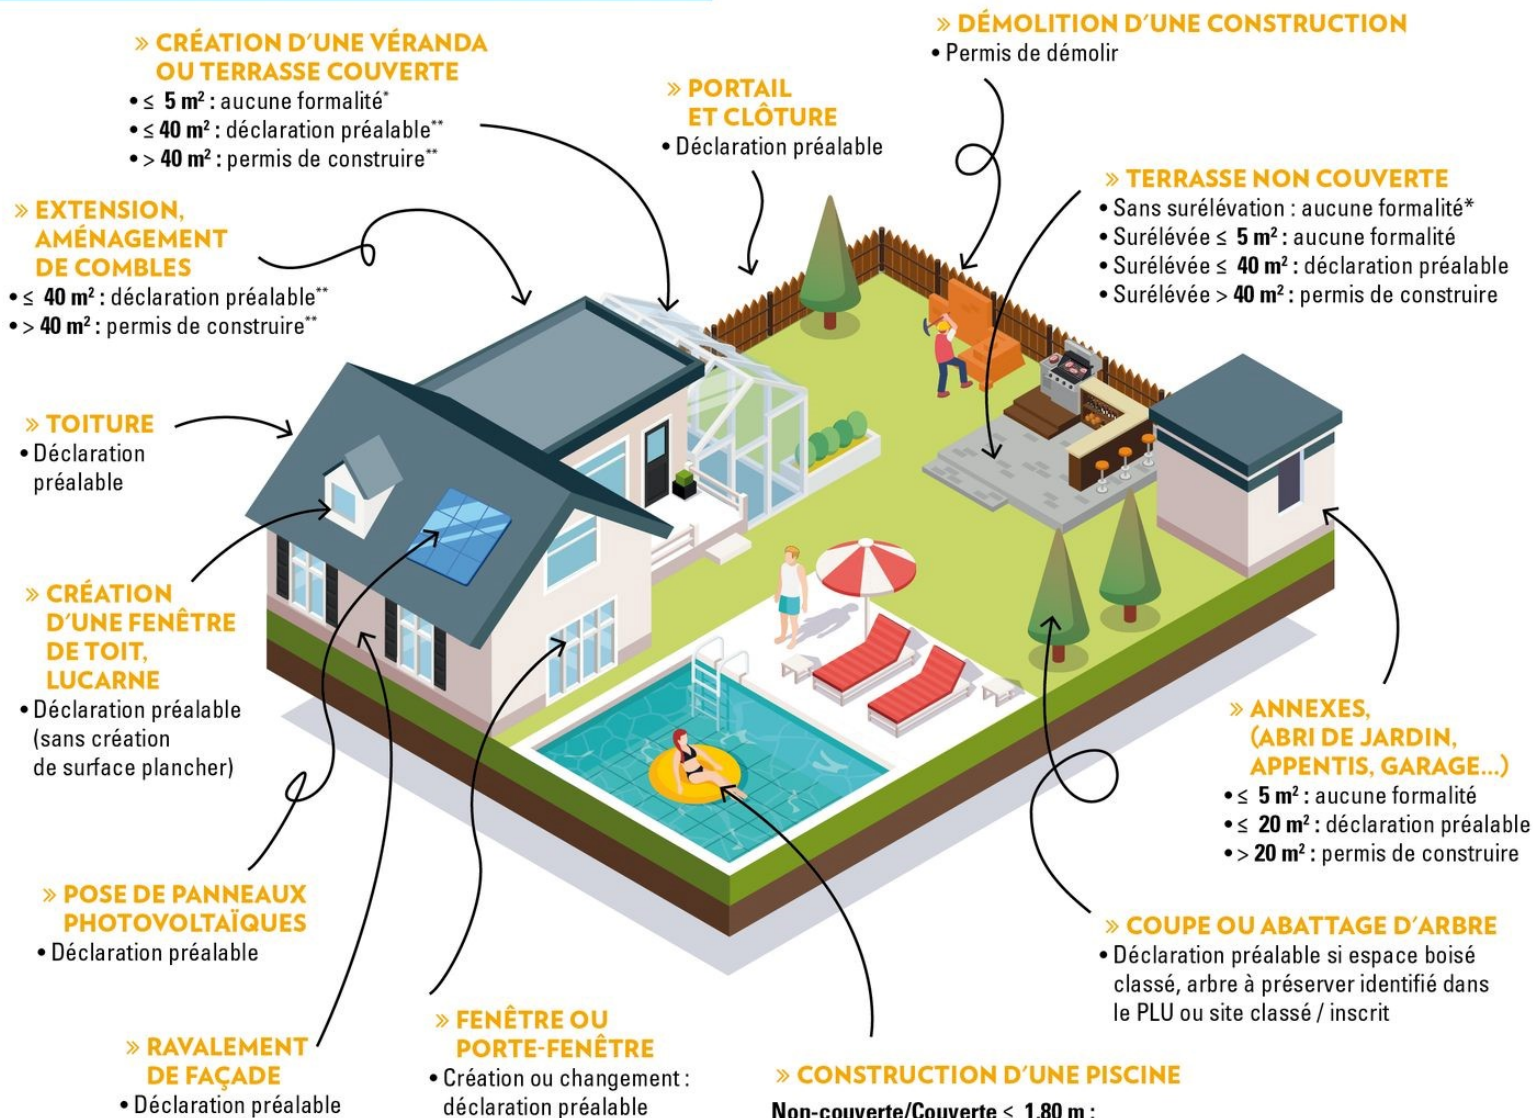 » CRÉATION D'UNE VÉRANDA
OU TERRASSE COUVERTE
• ≤ 5 m² : aucune formalité*
• ≤ 40 m² : déclaration préalable**
• > 40 m² : permis de construire**
» PORTAIL
ET CLÔTURE
• Déclaration préalable
» DÉMOLITION D'UNE CONSTRUCTION
• Permis de démolir
» TERRASSE NON COUVERTE
• Sans surélévation : aucune formalité*
• Surélévée ≤ 5 m² : aucune formalité
• Surélévée ≤ 40 m² : déclaration préalable
• Surélévée > 40 m² : permis de construire
» EXTENSION,
AMÉNAGEMENT
DE COMBLES
• ≤ 40 m² : déclaration préalable**
• > 40 m² : permis de construire**
» TOITURE
• Déclaration
préalable
» CRÉATION
D'UNE FENÊTRE
DE TOIT,
LUCARNE
• Déclaration préalable
(sans création
de surface plancher)
» POSE DE PANNEAUX
PHOTOVOLTAÏQUES
• Déclaration préalable
» RAVALEMENT
DE FAÇADE
• Déclaration préalable
» FENÊTRE OU
PORTE-FENÊTRE
• Création ou changement :
déclaration préalable
» ANNEXES,
(ABRI DE JARDIN,
APPENTIS, GARAGE...)
• ≤ 5 m² : aucune formalité
• ≤ 20 m² : déclaration préalable
• > 20 m² : permis de construire
» COUPE OU ABATTAGE D'ARBRE
• Déclaration préalable si espace boisé
classé, arbre à préserver identifié dans
le PLU ou site classé / inscrit
» CONSTRUCTION D'UNE PISCINE
Non-couverte/Couverte ≤ 1,80 m :